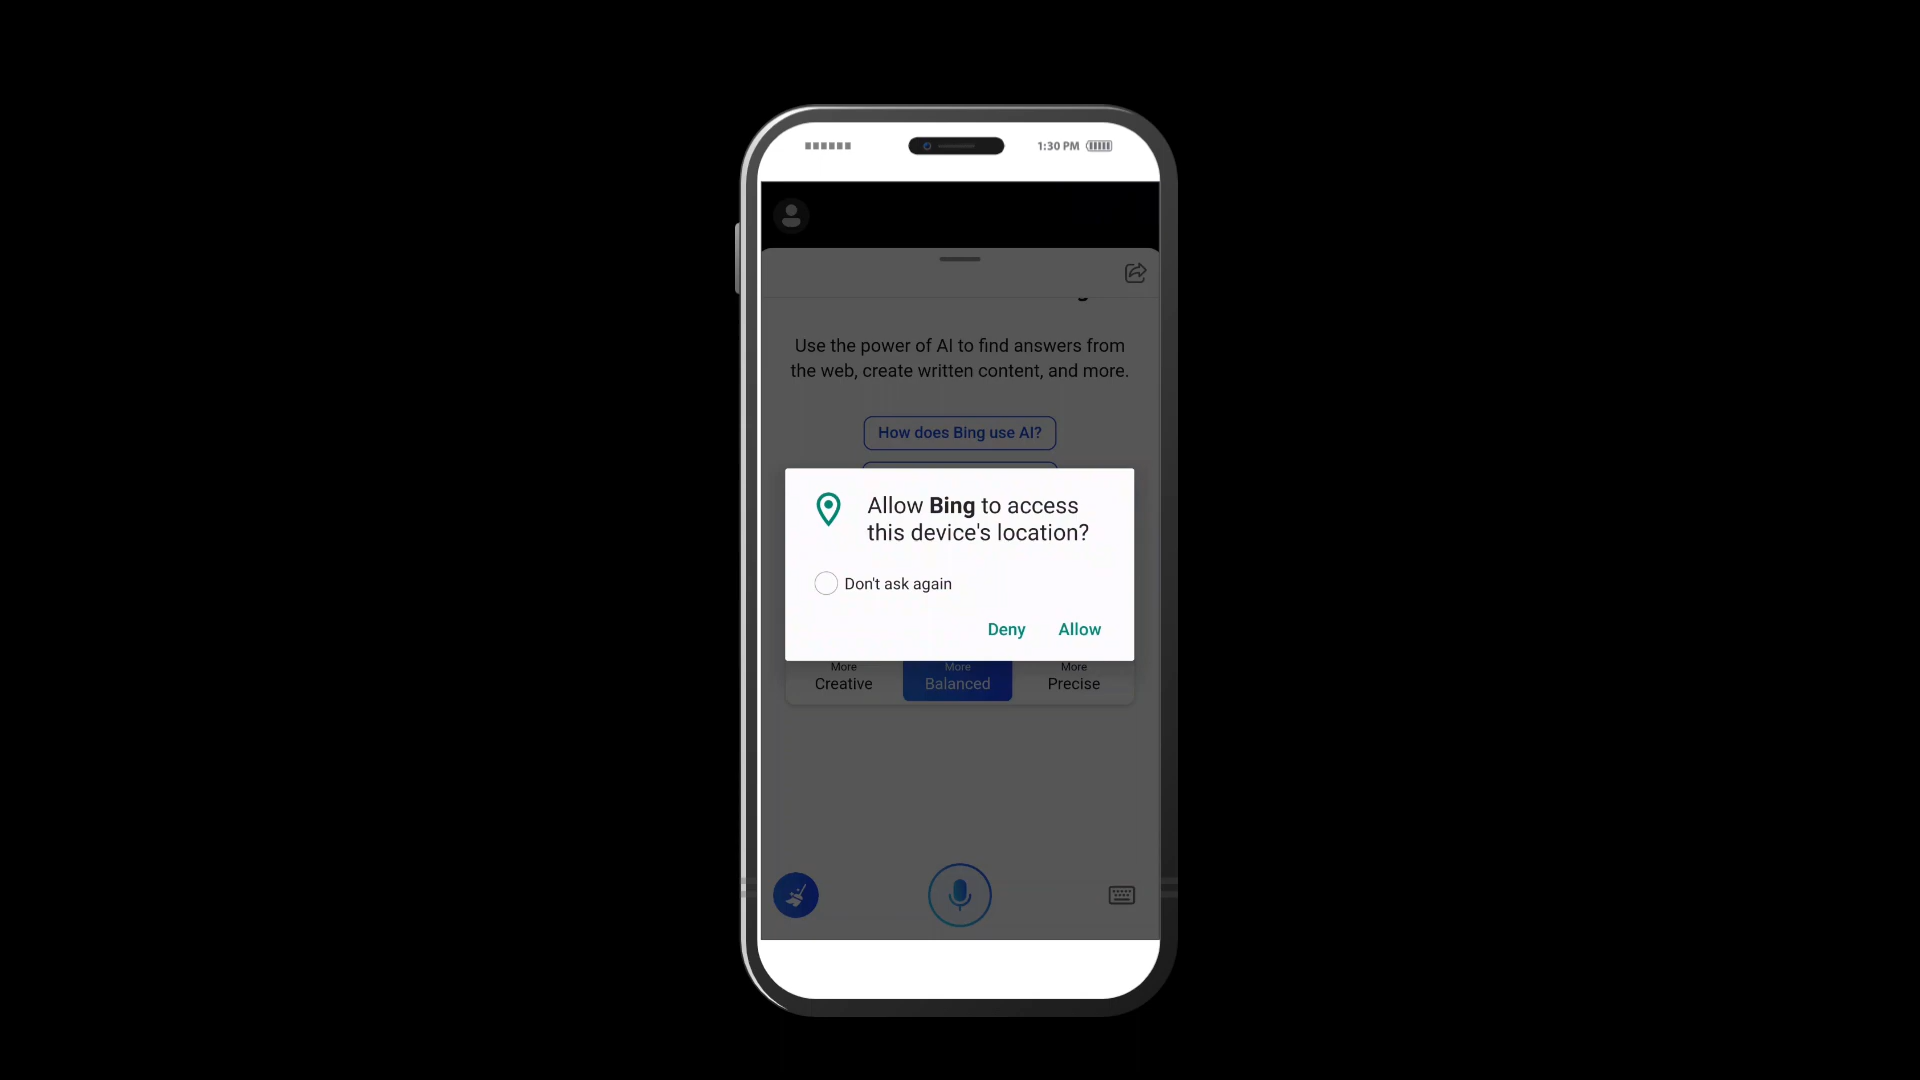 1:30 PM
Use the power of AI to find answers from
the web, create written content, and more.
How does Bing use AI?
Allow Bing to access
this device's location?
Don't ask again
Deny Allow
More More More
Creative Balanced Precise